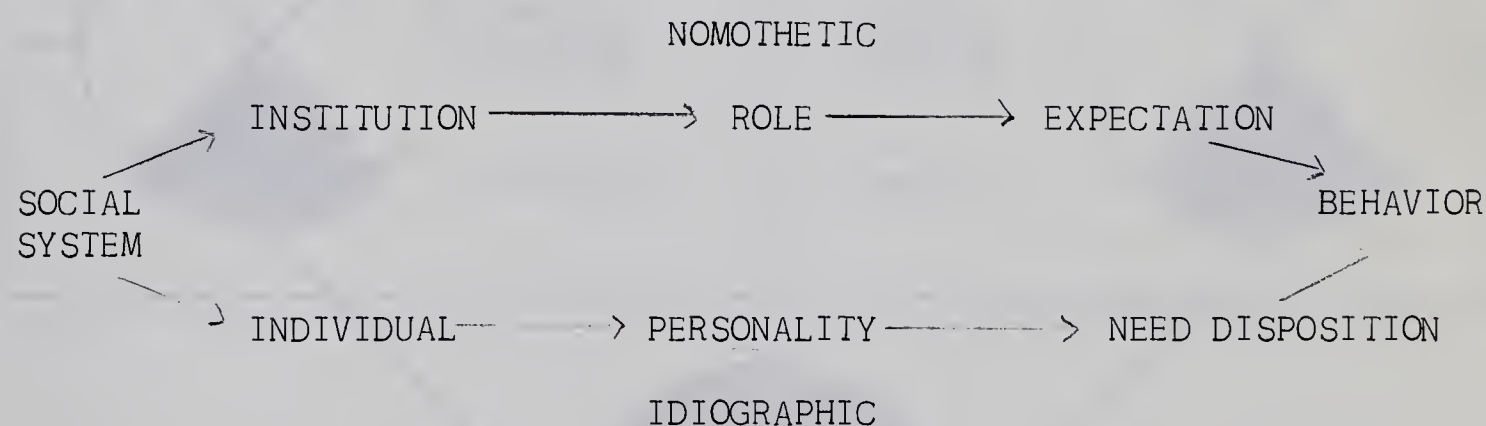 NOMOTHETIC
INSTITUTION ROLE EXPECTATION
SOCIAL
SYSTEM
BEHAVIOR
INDIVIDUAL PERSONALITY NEED DISPOSITION
IDIOGRAPHIC